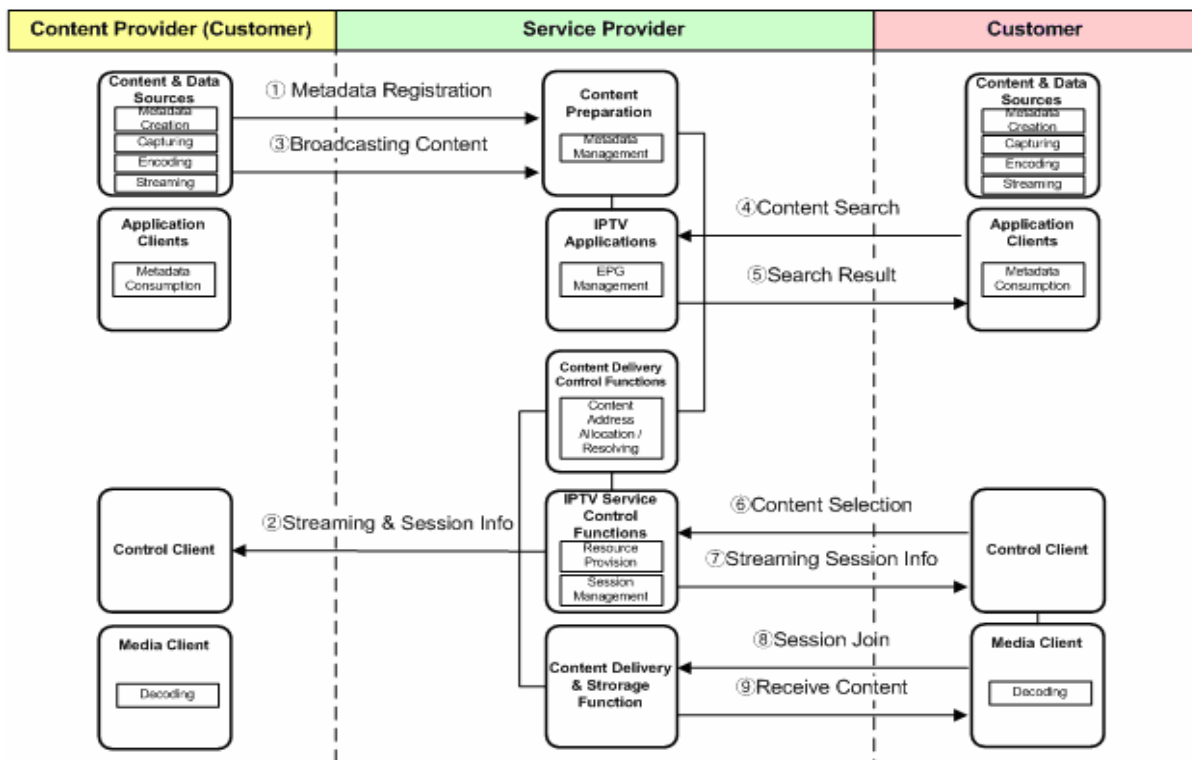 Content Provider (Customer)
Service Provider
Customer
Content & Data
Sources
Metadata
Creation
Capturing
Encoding
Streaming
① Metadata Registration
③Broadcasting Content
Content
Preparation
Metadata
Management
Content & Data
Sources
Metadata
Creation
Capturing
Encoding
Streaming
Application
Clients
Metadata
Consumption
IPTV
Applications
EPG
Management
④Content Search
⑤Search Result
Application
Clients
Metadata
Consumption
Content Delivery
Control Functions
Content
Address
Allocation /
Resolving
Control Client
②Streaming & Session Info
IPTV Service
Control
Functions
Resource
Provision
Session
Management
⑥Content Selection
⑦Streaming Session Info
Control Client
Media Client
Decoding
Content Delivery
& Strorage
Function
⑧Session Join
⑨Receive Content
Media Client
Decoding